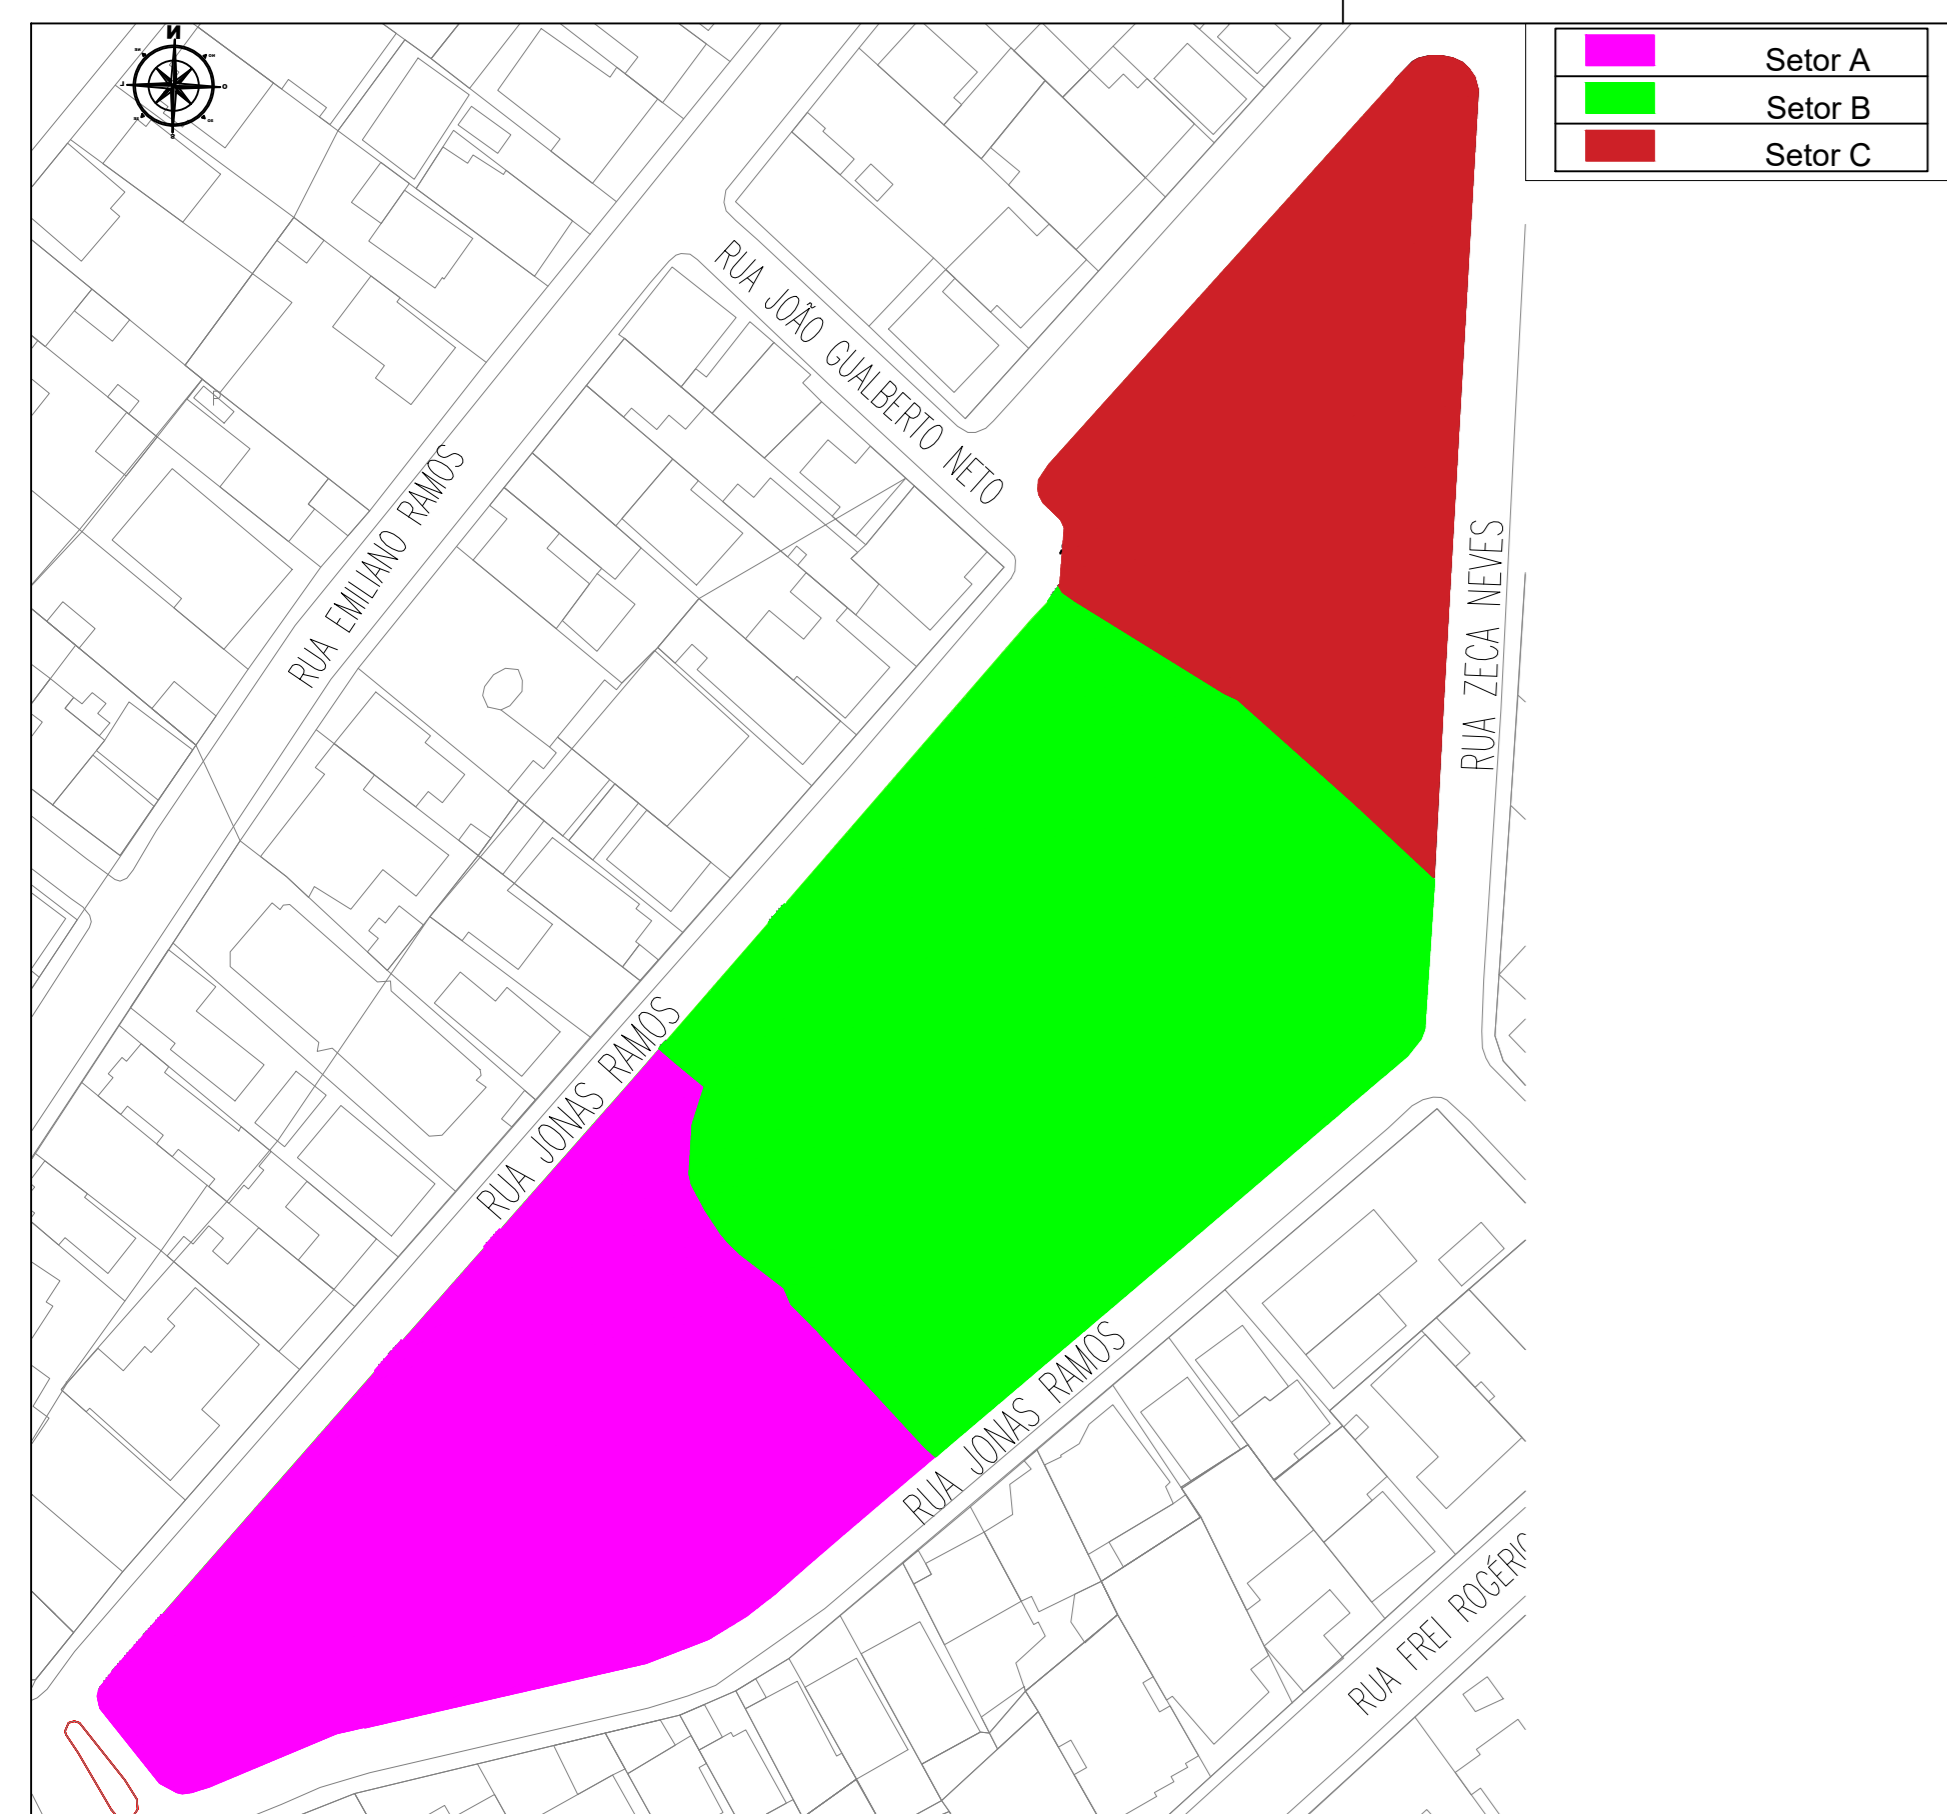 N
Setor A
Setor B
Setor C
RUA JOÃO GUALBERTO NETO
RUA EMILIANO RAMOS
RUA ZECA NEVES
RUA JONAS RAMOS
RUA JONAS RAMOS
RUA FREI ROGÉRIO